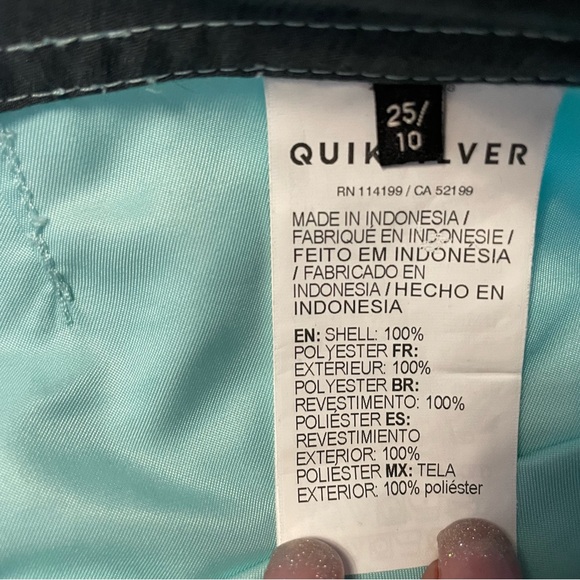 25/
10
QUIKSILVER
RN 114199 / CA 52199
MADE IN INDONESIA /
FABRIQUÉ EN INDONESIE /
FEITO EM INDONÉSIA
/ FABRICADO EN
INDONESIA / HECHO EN
INDONESIA
EN: SHELL: 100%
POLYESTER FR:
EXTÉRIEUR: 100%
POLYESTER BR:
REVESTIMENTO: 100%
POLIÉSTER ES:
REVESTIMIENTO
EXTERIOR: 100%
POLIÉSTER MX: TELA
EXTERIOR: 100% poliéster